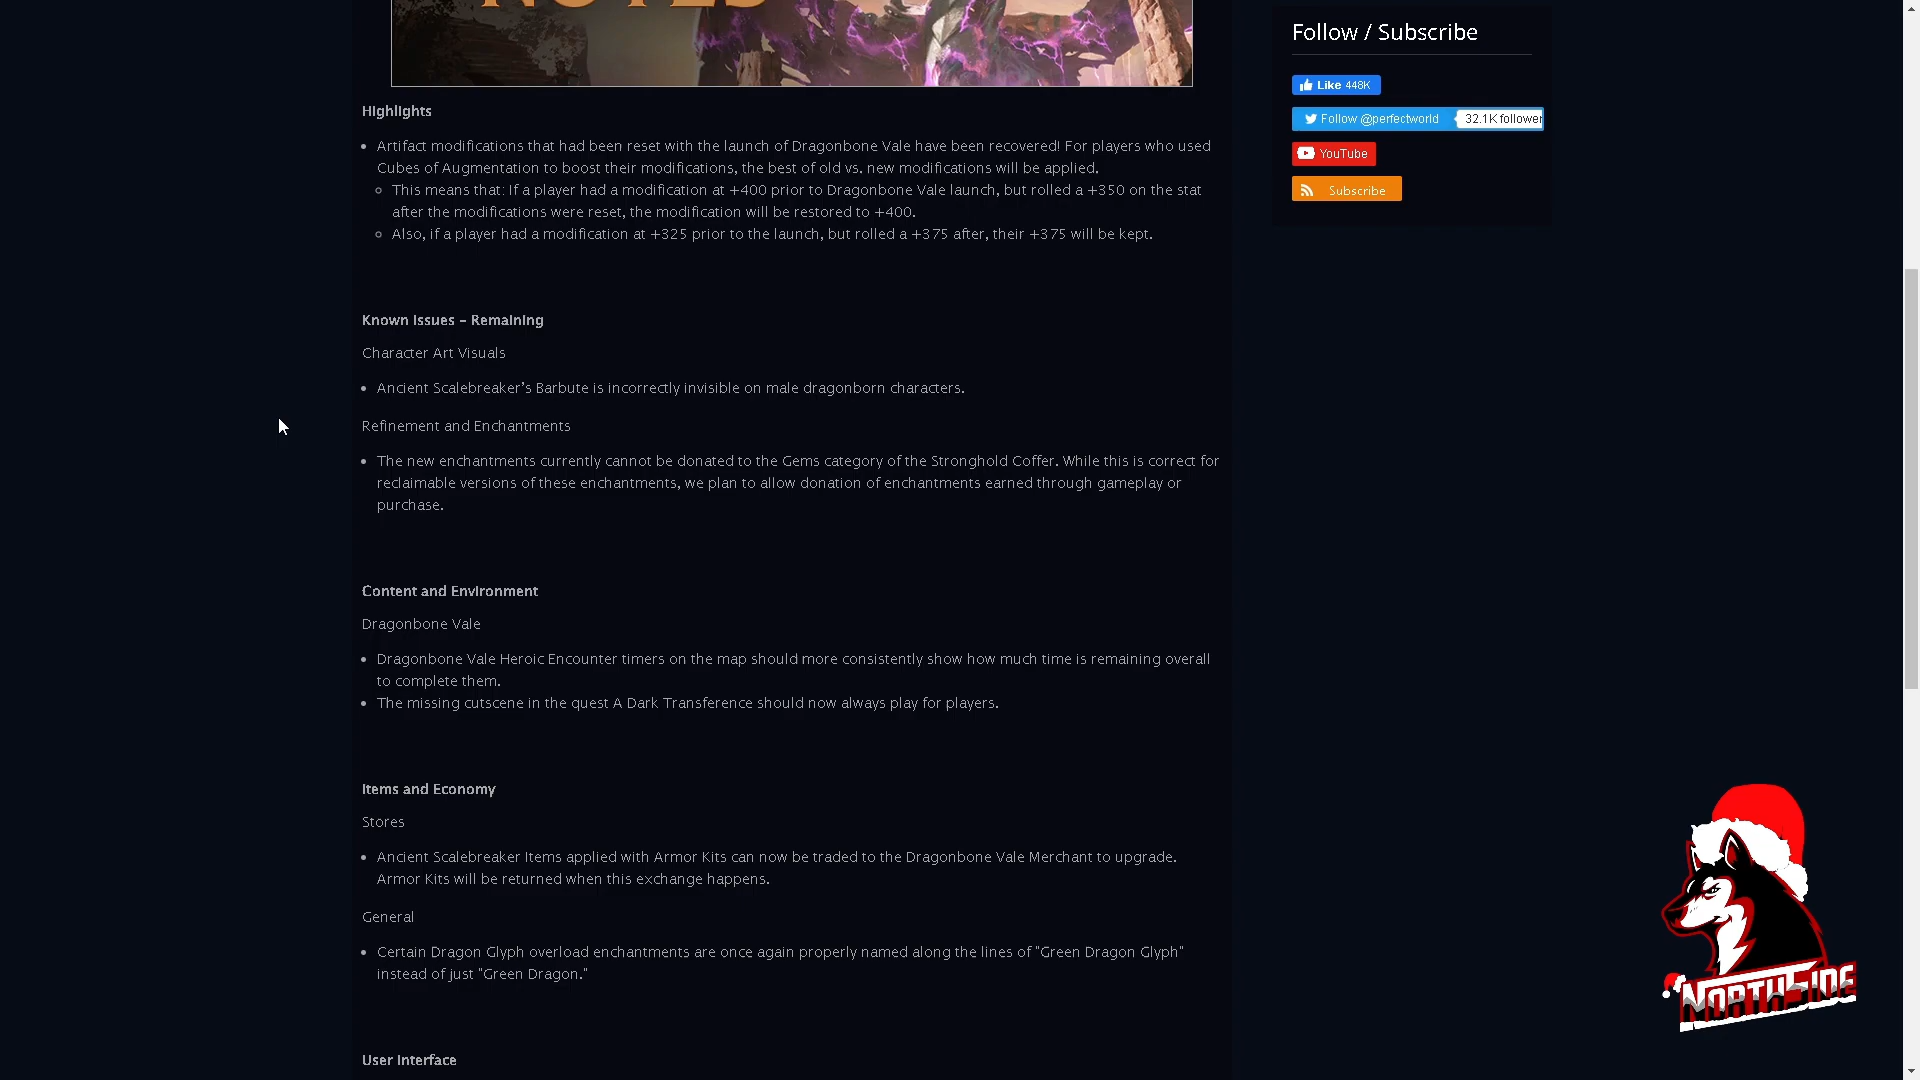 NOTES
Highlights
Artifact modifications that had been reset with the launch of Dragonbone Vale have been recovered! For players who used
Cubes of Augmentation to boost their modifications, the best of old vs. new modifications will be applied.
This means that: If a player had a modification at +400 prior to Dragonbone Vale launch, but rolled a +350 on the stat
after the modifications were reset, the modification will be restored to +400.
Also, if a player had a modification at +325 prior to the launch, but rolled a +375 after, their +375 will be kept.
Known Issues – Remaining
Character Art Visuals
Ancient Scalebreaker’s Barbute is incorrectly invisible on male dragonborn characters.
Refinement and Enchantments
The new enchantments currently cannot be donated to the Gems category of the Stronghold Coffer. While this is correct for
reclaimable versions of these enchantments, we plan to allow donation of enchantments earned through gameplay or
purchase.
Content and Environment
Dragonbone Vale
Dragonbone Vale Heroic Encounter timers on the map should more consistently show how much time is remaining overall
to complete them.
The missing cutscene in the quest A Dark Transference should now always play for players.
Items and Economy
Stores
Ancient Scalebreaker Items applied with Armor Kits can now be traded to the Dragonbone Vale Merchant to upgrade.
Armor Kits will be returned when this exchange happens.
General
Certain Dragon Glyph overload enchantments are once again properly named along the lines of "Green Dragon Glyph"
instead of just "Green Dragon."
User Interface
Follow / Subscribe
Like 448K
Follow @perfectworld 32.1K follower
YouTube
Subscribe
NORTHSIDE